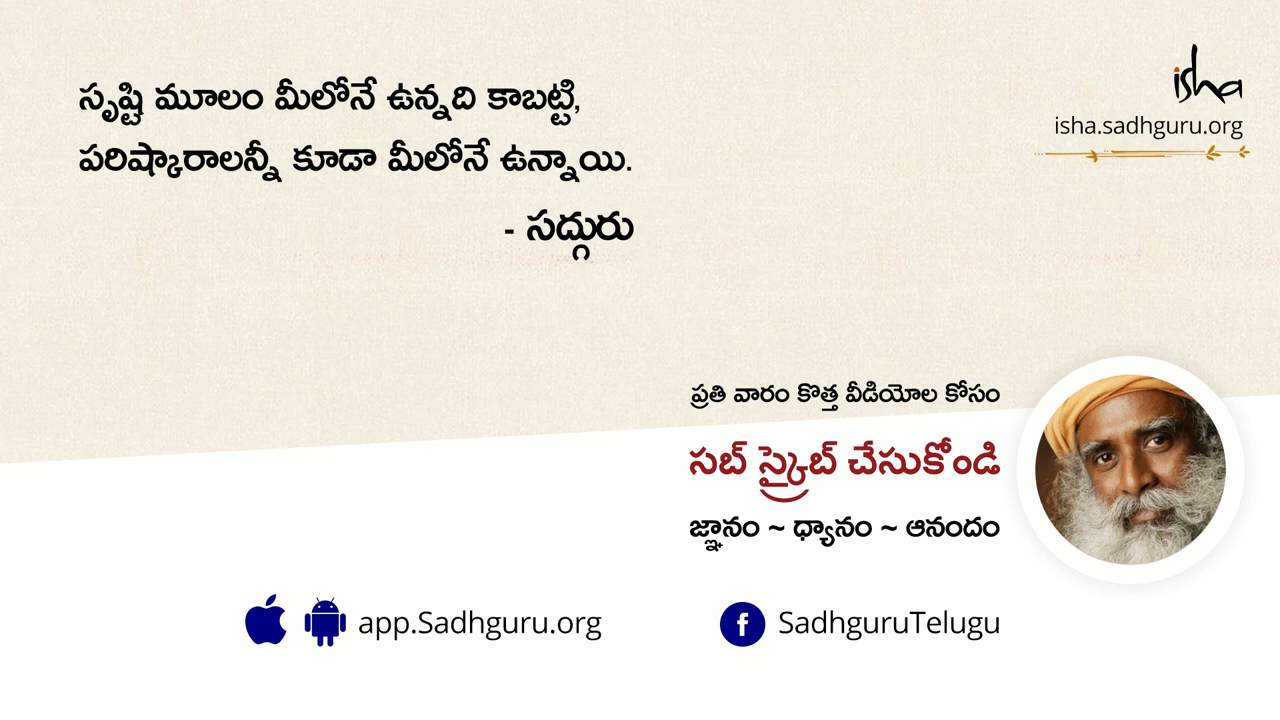 సృష్టి మూలం మీలోనే ఉన్నది కాబట్టి,
పరిష్కారాలన్నీ కూడా మీలోనే ఉన్నాయి.
- సద్గురు
isha
isha.sadhguru.org
ప్రతి వారం కొత్త వీడియోల కోసం
సబ్ స్క్రైబ్ చేసుకోండి
జ్ఞానం ~ ధ్యానం ~ ఆనందం
app.Sadhguru.org
SadhguruTelugu